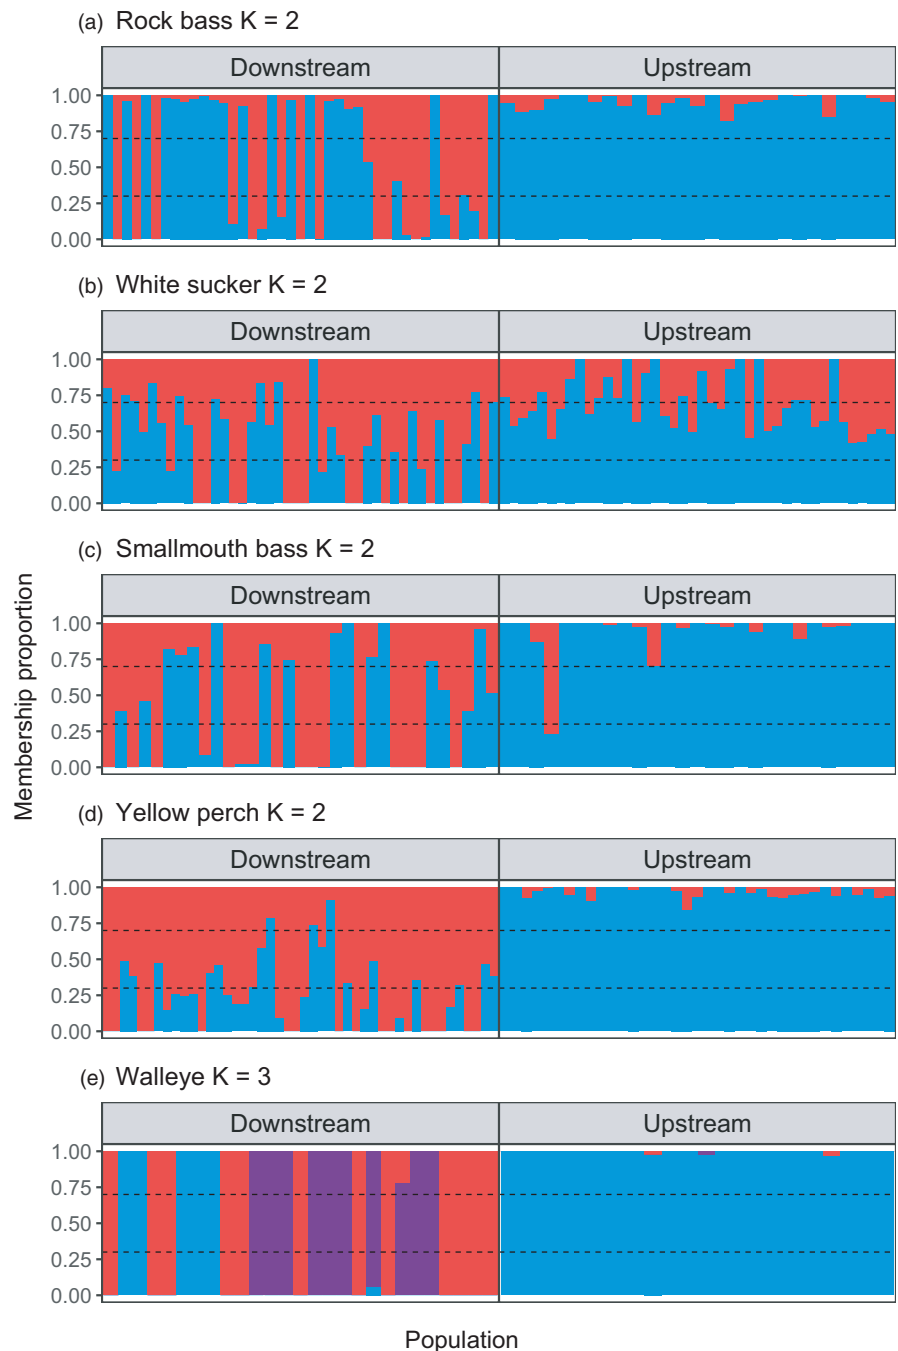 (a) Rock bass K = 2
Downstream
Upstream
1.00
0.75
0.50
0.25
0.00
(b) White sucker K = 2
Downstream
Upstream
1.00
0.75
0.50
0.25
0.00
(c) Smallmouth bass K = 2
Downstream
Upstream
1.00
0.75
0.50
0.25
0.00
Membership proportion
(d) Yellow perch K = 2
Downstream
Upstream
1.00
0.75
0.50
0.25
0.00
(e) Walleye K = 3
Downstream
Upstream
1.00
0.75
0.50
0.25
0.00
Population